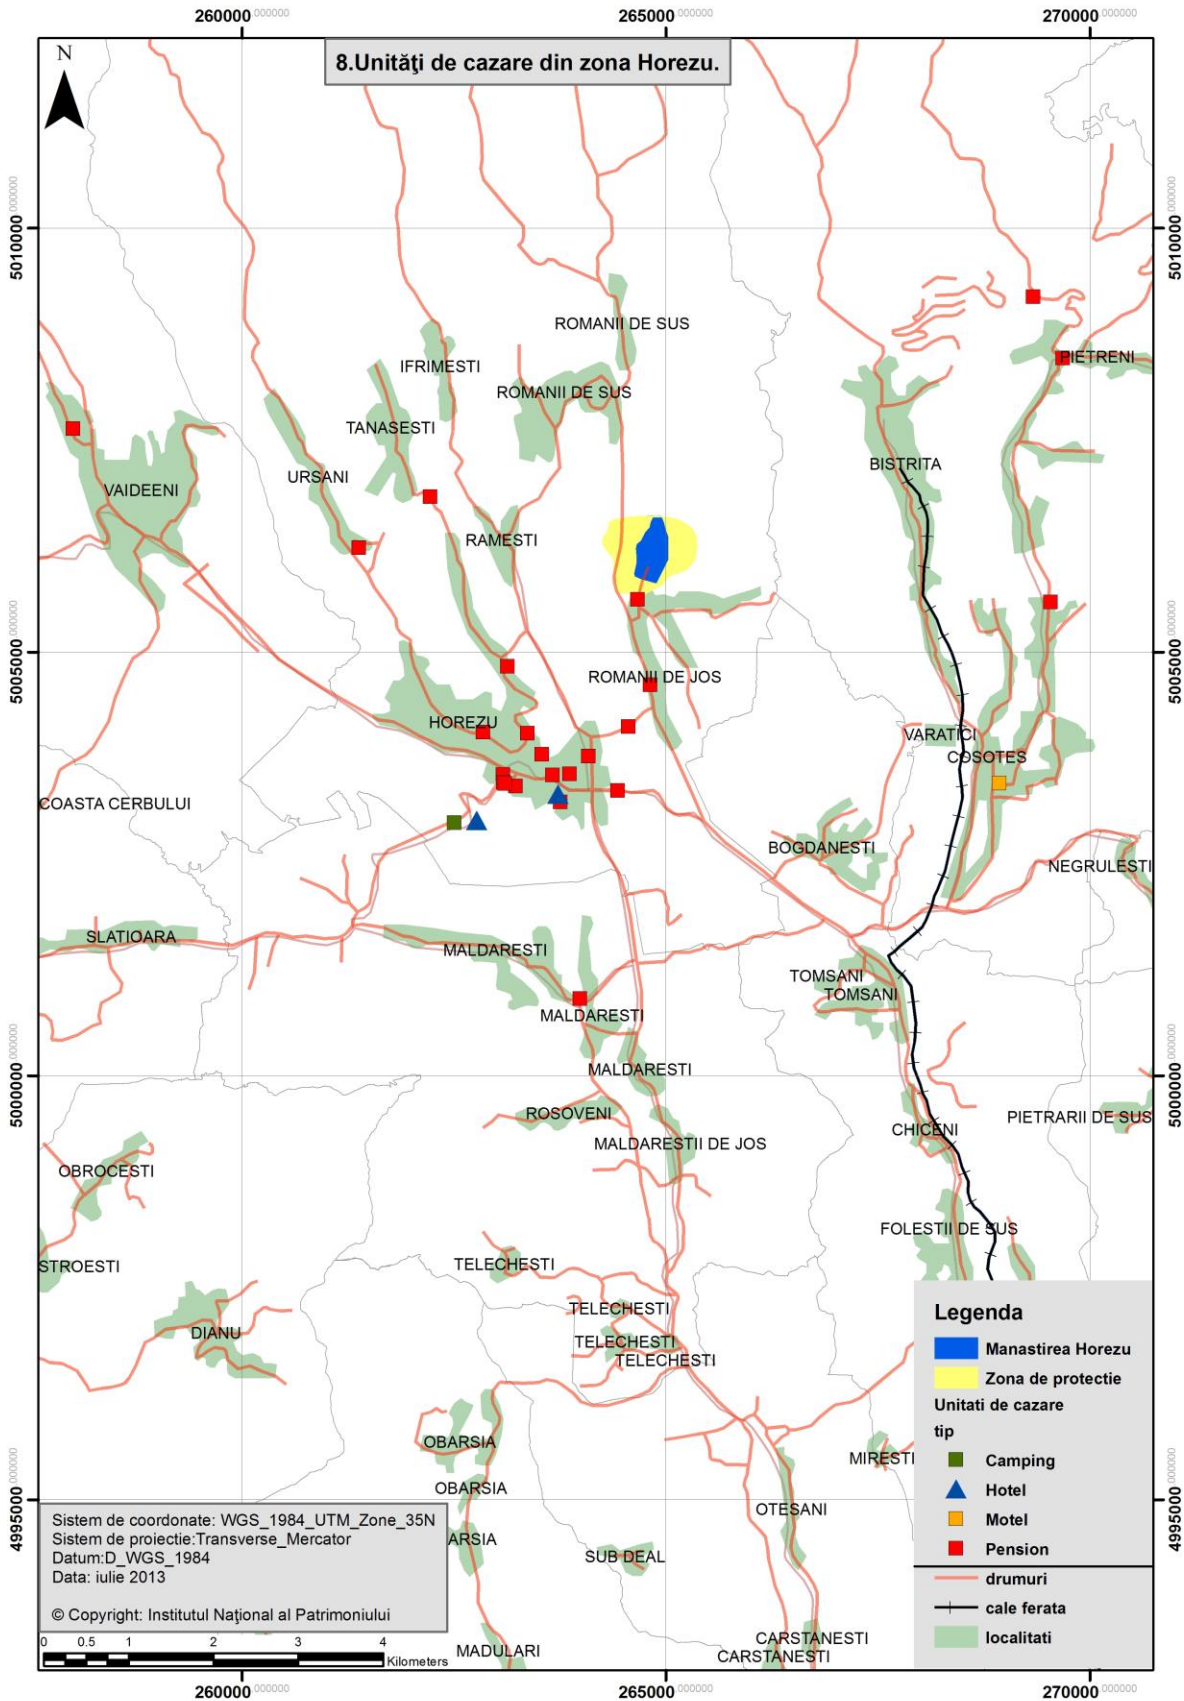 260000.000000 265000.000000 270000.000000
N
8.Unităţi de cazare din zona Horezu.
5010000.000000 5010000.000000
ROMANII DE SUS
IFRIMESTI
PIETRENI
ROMANII DE SUS
TANASESTI
BISTRITA
URSANI
VAIDEENI
RAMESTI
5005000.000000 5005000.000000
ROMANII DE JOS
HOREZU
VARATICI
COSOTES
COASTA CERBULUI
BOGDANESTI
NEGRULESTI
SLATIOARA
MALDARESTI
TOMSANI
TOMSANI
MALDARESTI
5000000.000000 5000000.000000
MALDARESTI
ROSOVENI
PIETRARII DE SUS
CHICENI
MALDARESTII DE JOS
OBROCESTI
FOLESTII DE SUS
STROESTI
TELECHESTI
TELECHESTI
DIANU
TELECHESTI
TELECHESTI
OBARSIA
MIRESTI
OBARSIA
4995000.000000 4995000.000000
OTESANI
ARSIA
SUB DEAL
CARSTANESTI
MADULARI
CARSTANESTI
Legenda
Manastirea Horezu
Zona de protectie
Unitati de cazare
tip
Camping
Hotel
Motel
Pension
drumuri
cale ferata
localitati
Sistem de coordonate: WGS_1984_UTM_Zone_35N
Sistem de proiectie:Transverse_Mercator
Datum:D_WGS_1984
Data: iulie 2013
© Copyright: Institutul Naţional al Patrimoniului
0 0.5 1 2 3 4
Kilometers
260000.000000 265000.000000 270000.000000